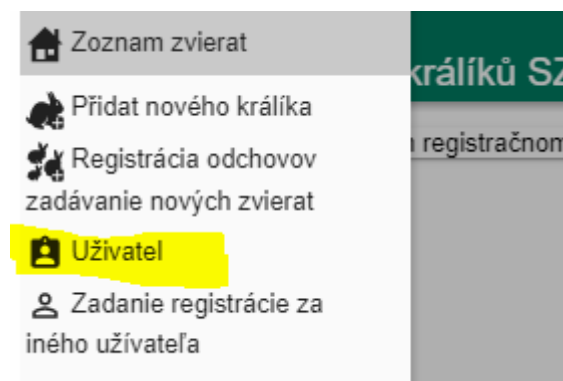 Zoznam zvierat
králíků SZ
Přidat nového králíka
registračnom
Registrácia odchovov
zadávanie nových zvierat
Uživatel
Zadanie registrácie za
iného užívateľa